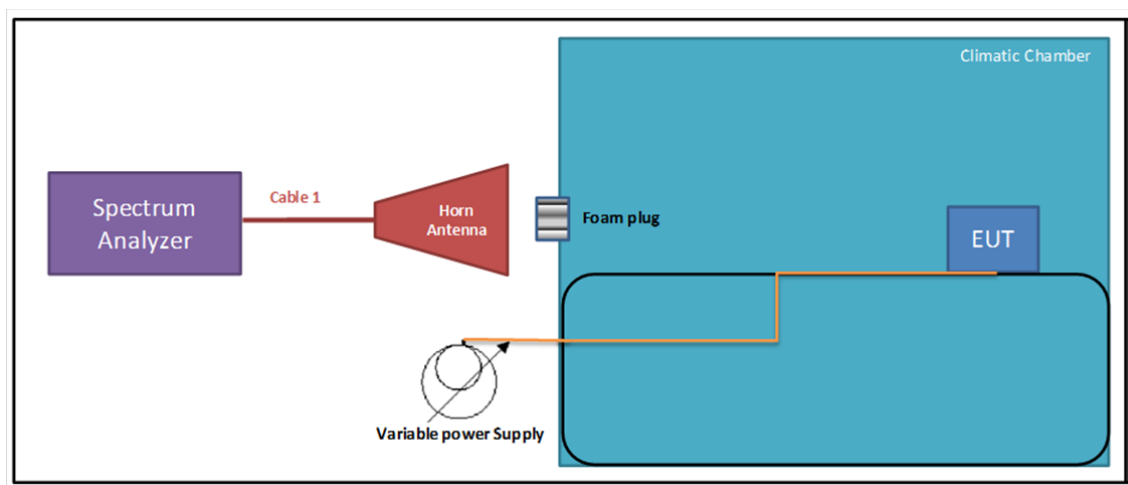 Climatic Chamber
Spectrum
Analyzer
Cable 1
Horn
Antenna
Foam plug
EUT
Variable power Supply